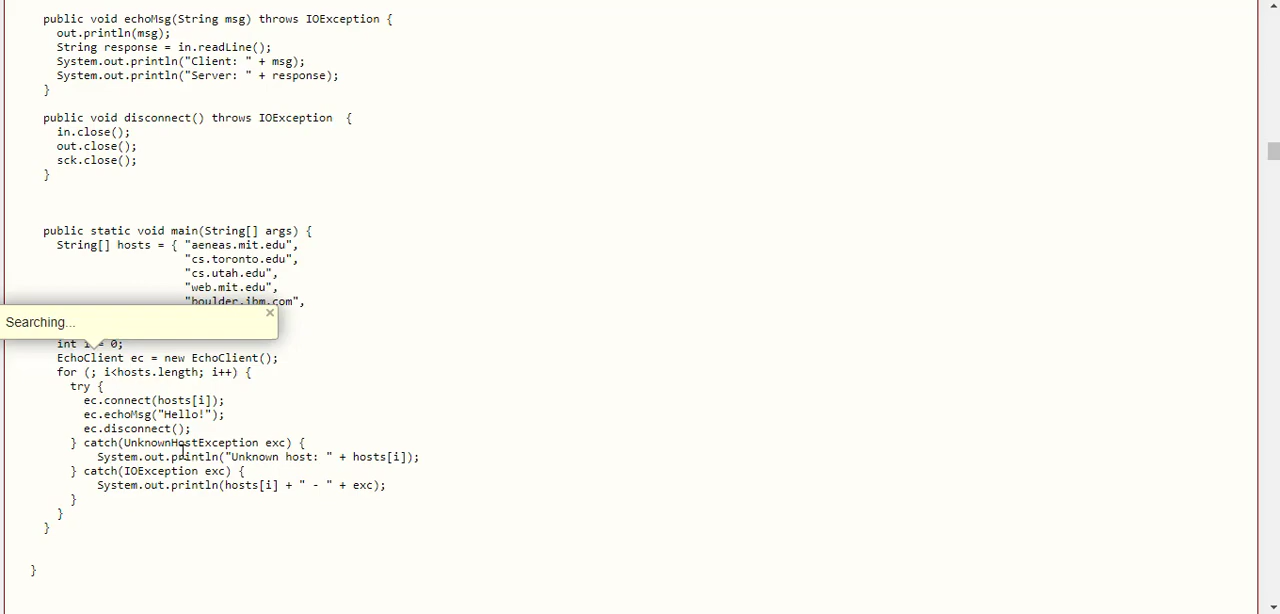 public void echoMsg(String msg) throws IOException {
out.println(msg);
String response = in.readLine();
System.out.println("Client: " + msg);
System.out.println("Server: " + response);
}
public void disconnect() throws IOException {
in.close();
out.close();
sck.close();
}
public static void main(String[] args) {
String[] hosts = { "aeneas.mit.edu",
"cs.toronto.edu",
"cs.utah.edu",
"web.mit.edu",
"boulder.ibm.com",
Searching...
int i = 0;
EchoClient ec = new EchoClient();
for (; i<hosts.length; i++) {
try {
ec.connect(hosts[i]);
ec.echoMsg("Hello!");
ec.disconnect();
} catch(UnknownHostException exc) {
System.out.println("Unknown host: " + hosts[i]);
} catch(IOException exc) {
System.out.println(hosts[i] + " - " + exc);
}
}
}
}